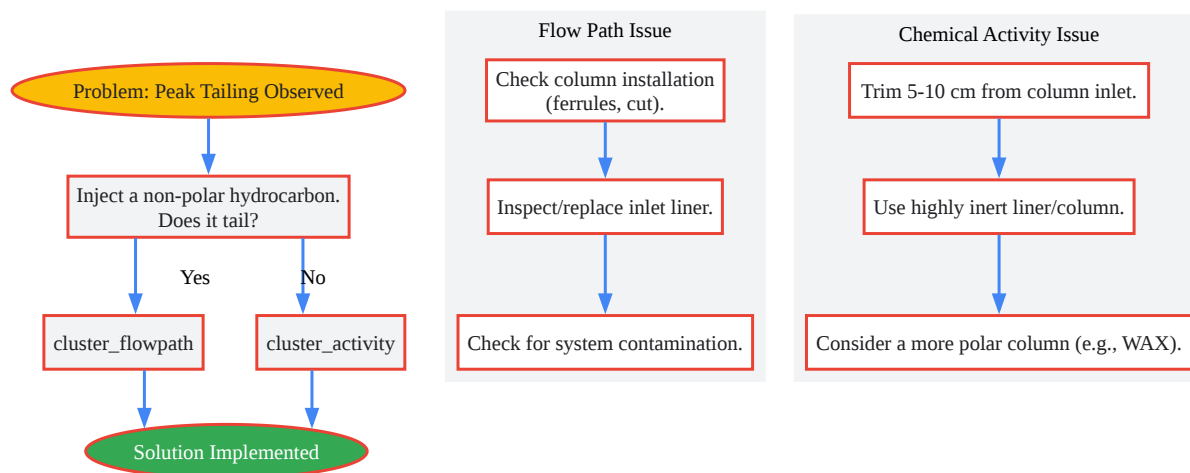 Problem: Peak Tailing Observed
Inject a non-polar hydrocarbon.
Does it tail?
Yes
No
cluster_flowpath
cluster_activity
Solution Implemented
Flow Path Issue
Check column installation
(ferrules, cut).
Inspect/replace inlet liner.
Check for system contamination.
Chemical Activity Issue
Trim 5-10 cm from column inlet.
Use highly inert liner/column.
Consider a more polar column (e.g., WAX).